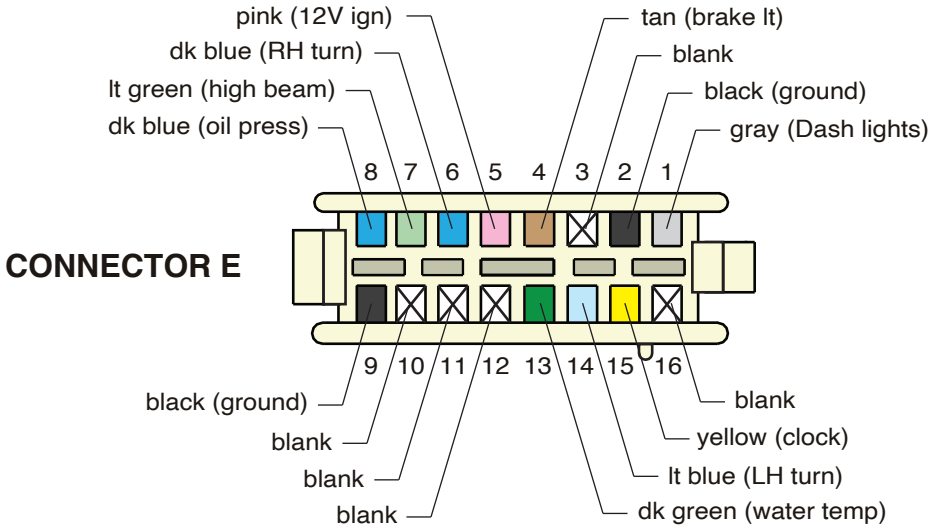 pink (12V ign)
tan (brake lt)
dk blue (RH turn)
blank
lt green (high beam)
black (ground)
dk blue (oil press)
gray (Dash lights)
8 7 6 5 4 3 2 1
CONNECTOR E
9 10 11 12 13 14 15 16
black (ground)
blank
blank
yellow (clock)
blank
lt blue (LH turn)
blank
dk green (water temp)